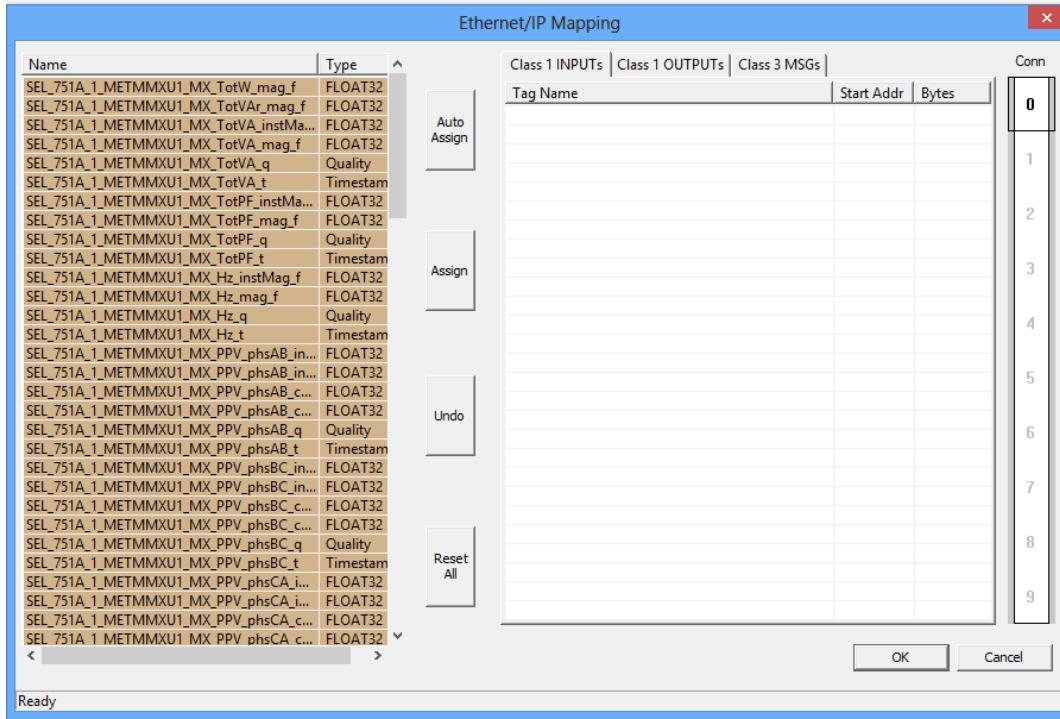 Ethernet/IP Mapping
Name Type
SEL_751A_1_METMMXU1_MX_TotW_mag_f FLOAT32
SEL_751A_1_METMMXU1_MX_TotVAr_mag_f FLOAT32
SEL_751A_1_METMMXU1_MX_TotVA_instMa... FLOAT32
SEL_751A_1_METMMXU1_MX_TotVA_mag_f FLOAT32
SEL_751A_1_METMMXU1_MX_TotVA_q Quality
SEL_751A_1_METMMXU1_MX_TotVA_t Timestam
SEL_751A_1_METMMXU1_MX_TotPF_instMa... FLOAT32
SEL_751A_1_METMMXU1_MX_TotPF_mag_f FLOAT32
SEL_751A_1_METMMXU1_MX_TotPF_q Quality
SEL_751A_1_METMMXU1_MX_TotPF_t Timestam
SEL_751A_1_METMMXU1_MX_Hz_instMag_f FLOAT32
SEL_751A_1_METMMXU1_MX_Hz_mag_f FLOAT32
SEL_751A_1_METMMXU1_MX_Hz_q Quality
SEL_751A_1_METMMXU1_MX_Hz_t Timestam
SEL_751A_1_METMMXU1_MX_PPV_phsAB_in... FLOAT32
SEL_751A_1_METMMXU1_MX_PPV_phsAB_in... FLOAT32
SEL_751A_1_METMMXU1_MX_PPV_phsAB_c... FLOAT32
SEL_751A_1_METMMXU1_MX_PPV_phsAB_c... FLOAT32
SEL_751A_1_METMMXU1_MX_PPV_phsAB_q Quality
SEL_751A_1_METMMXU1_MX_PPV_phsAB_t Timestam
SEL_751A_1_METMMXU1_MX_PPV_phsBC_in... FLOAT32
SEL_751A_1_METMMXU1_MX_PPV_phsBC_in... FLOAT32
SEL_751A_1_METMMXU1_MX_PPV_phsBC_c... FLOAT32
SEL_751A_1_METMMXU1_MX_PPV_phsBC_c... FLOAT32
SEL_751A_1_METMMXU1_MX_PPV_phsBC_q Quality
SEL_751A_1_METMMXU1_MX_PPV_phsBC_t Timestam
SEL_751A_1_METMMXU1_MX_PPV_phsCA_i... FLOAT32
SEL_751A_1_METMMXU1_MX_PPV_phsCA_i... FLOAT32
SEL_751A_1_METMMXU1_MX_PPV_phsCA_c... FLOAT32
SEL_751A_1_METMMXU1_MX_PPV_phsCA_c... FLOAT32
Auto
Assign
Assign
Undo
Reset
All
Class 1 INPUTs Class 1 OUTPUTs Class 3 MSGs
Tag Name Start Addr Bytes
Conn
0
1
2
3
4
5
6
7
8
9
OK Cancel
Ready